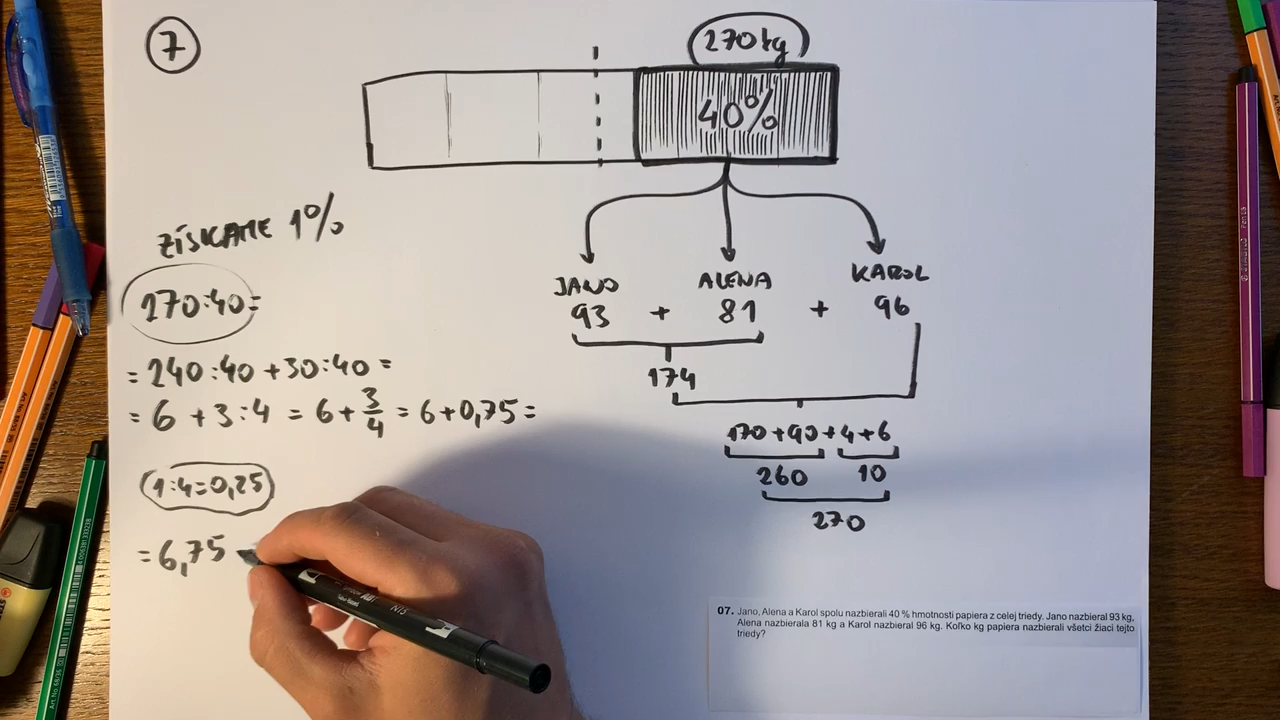 7
270 kg
40%
ZÍSKAME 1%
270:40=
= 240:40 + 30:40 =
= 6 + 3:4 = 6 + 3/4 = 6 + 0,75 =
1:4=0,25
= 6,75
JANO ALENA KAROL
93 + 81 + 96
174
170+90+4+6
260 10
270
07. Jano, Alena a Karol spolu nazbierali 40 % hmotnosti papiera z celej triedy. Jano nazbieral 93 kg,
Alena nazbierala 81 kg a Karol nazbieral 96 kg. Koľko kg papiera nazbierali všetci žiaci tejto
triedy?
N15